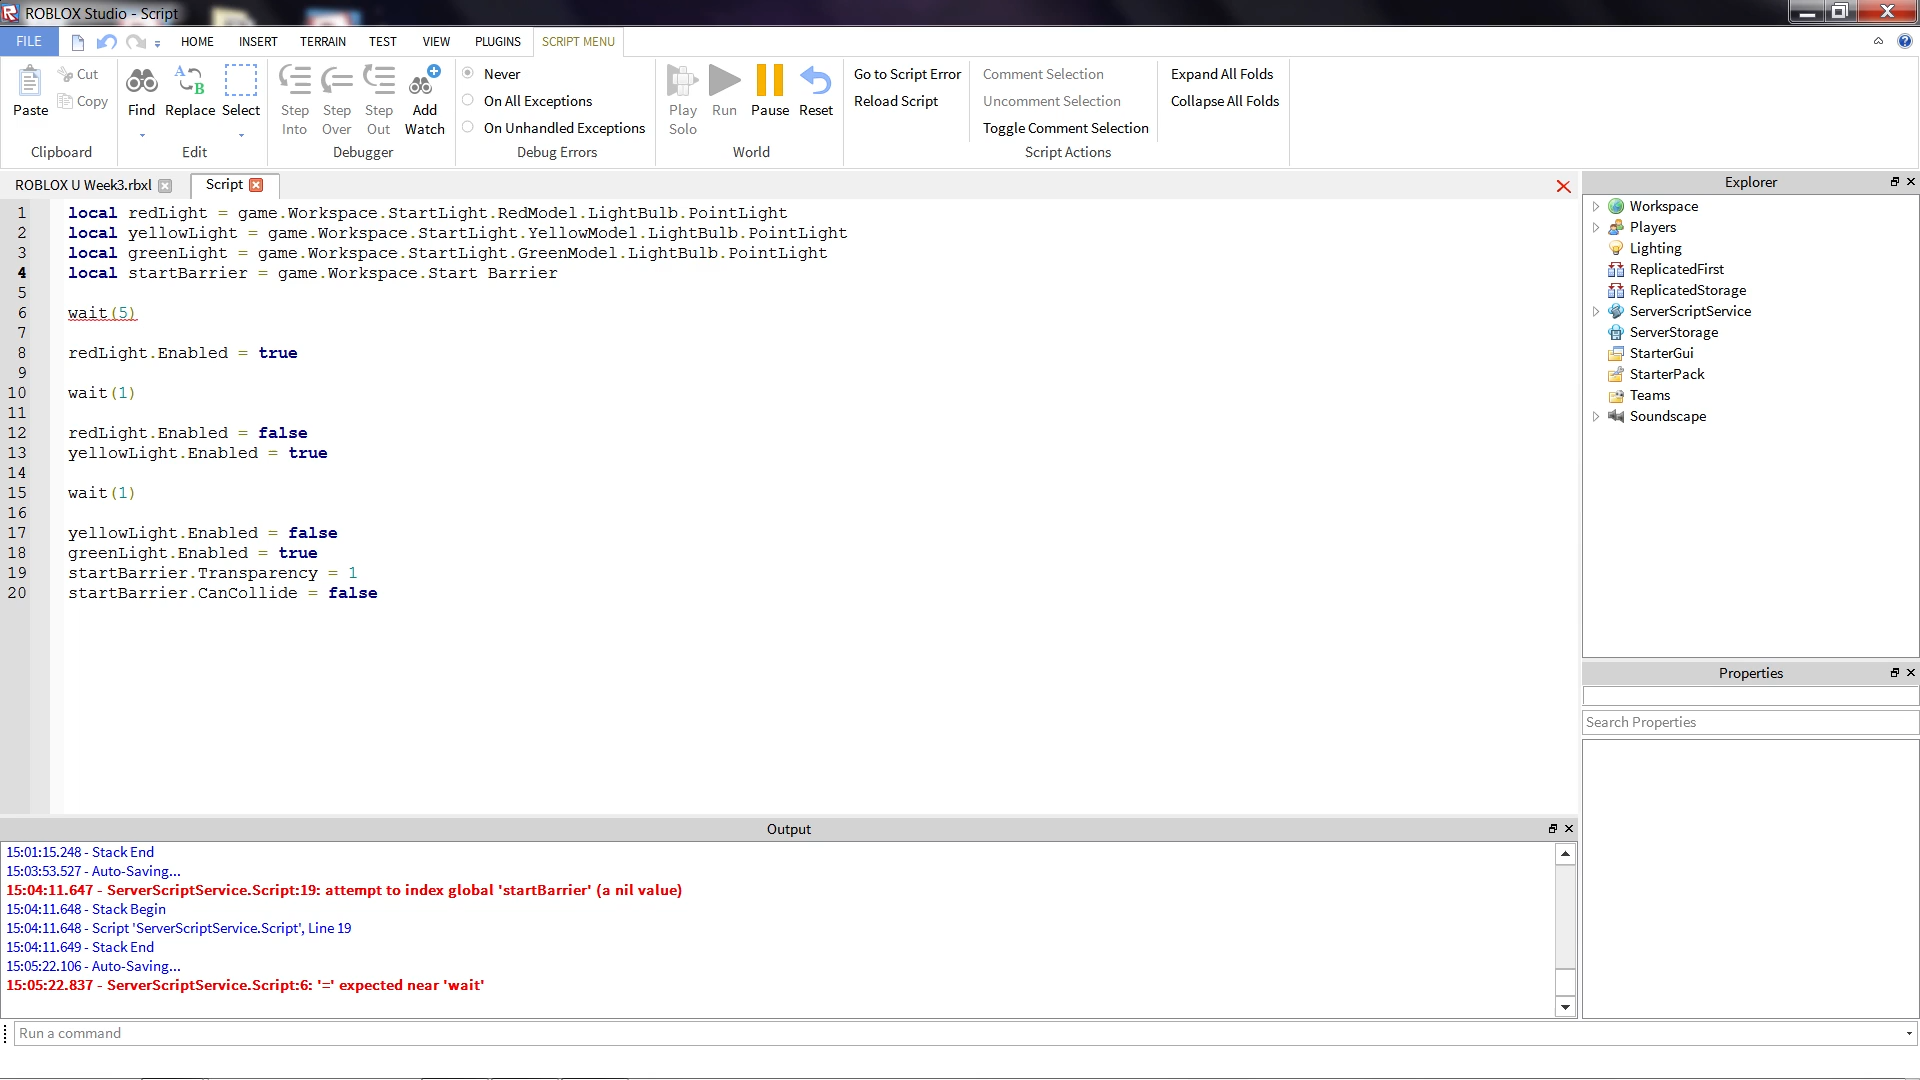 ROBLOX Studio - Script
FILE HOME INSERT TERRAIN TEST VIEW PLUGINS SCRIPT MENU
Paste
Cut
Copy
Clipboard
Find Replace Select
Edit
Step Into
Step Over
Step Out
Add Watch
Debugger
Never
On All Exceptions
On Unhandled Exceptions
Debug Errors
Play Solo
Run
Pause
Reset
World
Go to Script Error
Reload Script
Comment Selection
Uncomment Selection
Toggle Comment Selection
Script Actions
Expand All Folds
Collapse All Folds
ROBLOX U Week3.rbxl
Script
1 local redLight = game.Workspace.StartLight.RedModel.LightBulb.PointLight
2 local yellowLight = game.Workspace.StartLight.YellowModel.LightBulb.PointLight
3 local greenLight = game.Workspace.StartLight.GreenModel.LightBulb.PointLight
4 local startBarrier = game.Workspace.Start Barrier
5
6 wait(5)
7
8 redLight.Enabled = true
9
10 wait(1)
11
12 redLight.Enabled = false
13 yellowLight.Enabled = true
14
15 wait(1)
16
17 yellowLight.Enabled = false
18 greenLight.Enabled = true
19 startBarrier.Transparency = 1
20 startBarrier.CanCollide = false
Explorer
Workspace
Players
Lighting
ReplicatedFirst
ReplicatedStorage
ServerScriptService
ServerStorage
StarterGui
StarterPack
Teams
Soundscape
Properties
Search Properties
Output
15:01:15.248 - Stack End
15:03:53.527 - Auto-Saving...
15:04:11.647 - ServerScriptService.Script:19: attempt to index global 'startBarrier' (a nil value)
15:04:11.648 - Stack Begin
15:04:11.648 - Script 'ServerScriptService.Script', Line 19
15:04:11.649 - Stack End
15:05:22.106 - Auto-Saving...
15:05:22.837 - ServerScriptService.Script:6: '=' expected near 'wait'
Run a command